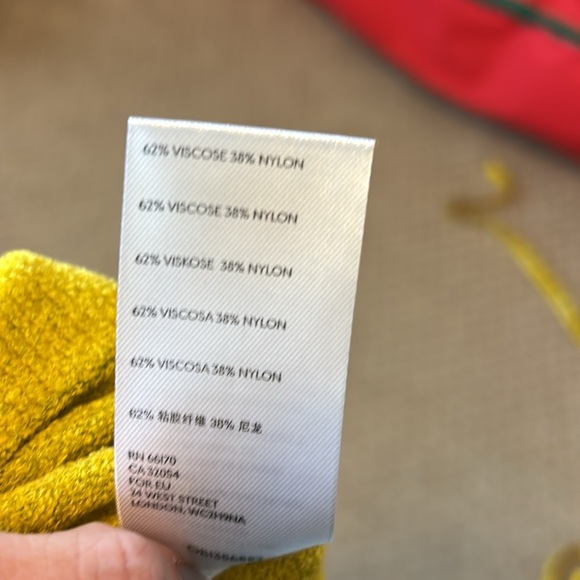 62% VISCOSE 38% NYLON
62% VISCOSE 38% NYLON
62% VISKOSE 38% NYLON
62% VISCOSA 38% NYLON
62% VISCOSA 38% NYLON
62% 粘胶纤维 38% 尼龙
RN 66170
CA 32054
FOR EU
24 WEST STREET
LONDON, WC2H9NA